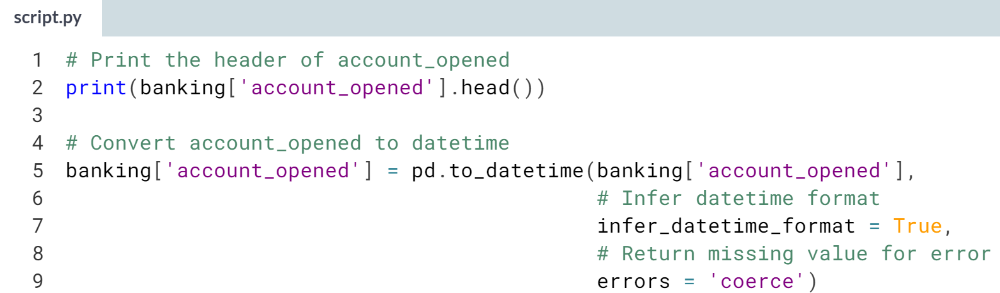 script.py
1 # Print the header of account_opened
2 print(banking['account_opened'].head())
3
4 # Convert account_opened to datetime
5 banking['account_opened'] = pd.to_datetime(banking['account_opened'],
6 # Infer datetime format
7 infer_datetime_format = True,
8 # Return missing value for error
9 errors = 'coerce')